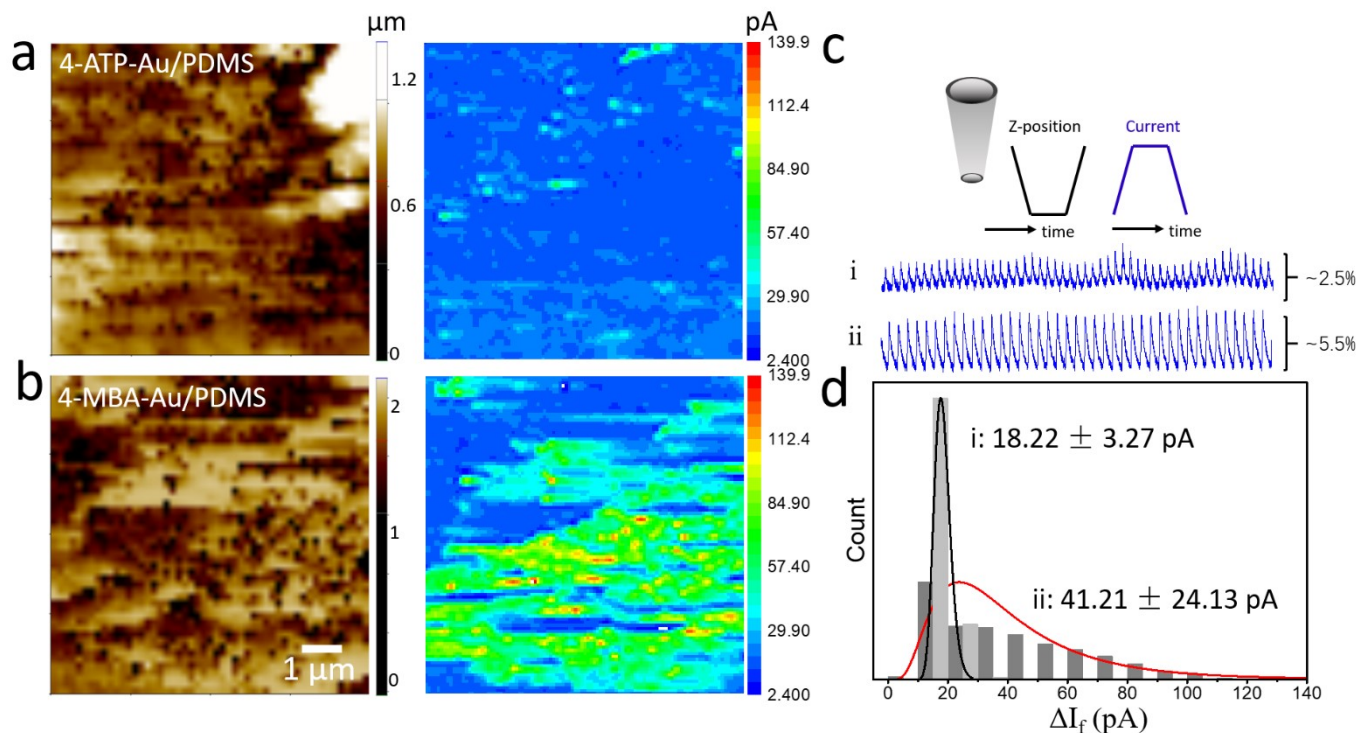 a
4-ATP-Au/PDMS
µm
1.2
0.6
0
pA
139.9
112.4
84.90
57.40
29.90
2.400
b
4-MBA-Au/PDMS
1 µm
2
1
0
139.9
112.4
84.90
57.40
29.90
2.400
c
Z-position
Current
time
time
i
~2.5%
ii
~5.5%
d
i: 18.22 ± 3.27 pA
ii: 41.21 ± 24.13 pA
Count
0 20 40 60 80 100 120 140
ΔIf (pA)